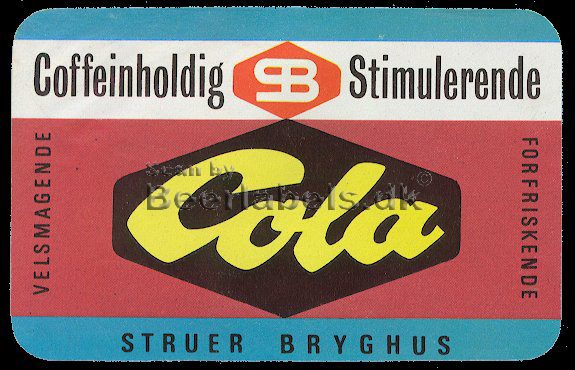 Coffeinholdig SB Stimulerende
VELSMAGENDE
Cola
FORFRISKENDE
Scan by
Beerlabels.dk
©
STRUER BRYGHUS